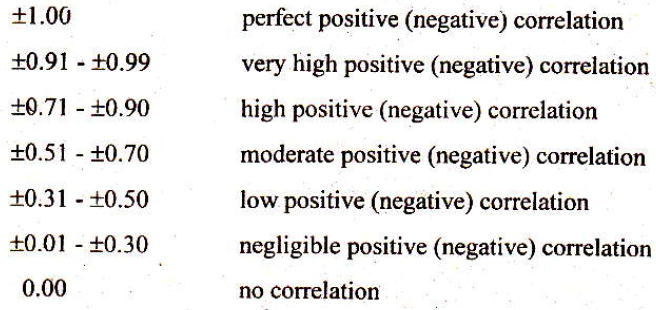 ±1.00 perfect positive (negative) correlation
±0.91 - ±0.99 very high positive (negative) correlation
±0.71 - ±0.90 high positive (negative) correlation
±0.51 - ±0.70 moderate positive (negative) correlation
±0.31 - ±0.50 low positive (negative) correlation
±0.01 - ±0.30 negligible positive (negative) correlation
0.00 no correlation